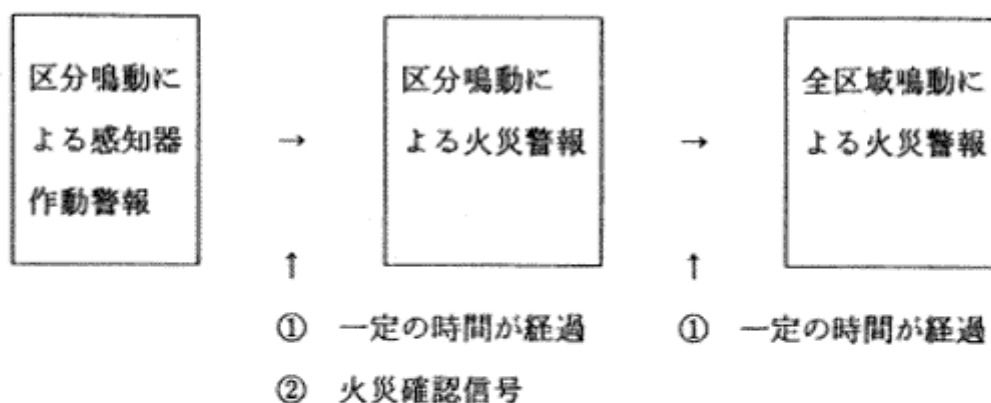 区分鳴動に
よる感知器
作動警報
→
区分鳴動に
よる火災警報
→
全区域鳴動に
よる火災警報
↑
① 一定の時間が経過
② 火災確認信号
↑
① 一定の時間が経過